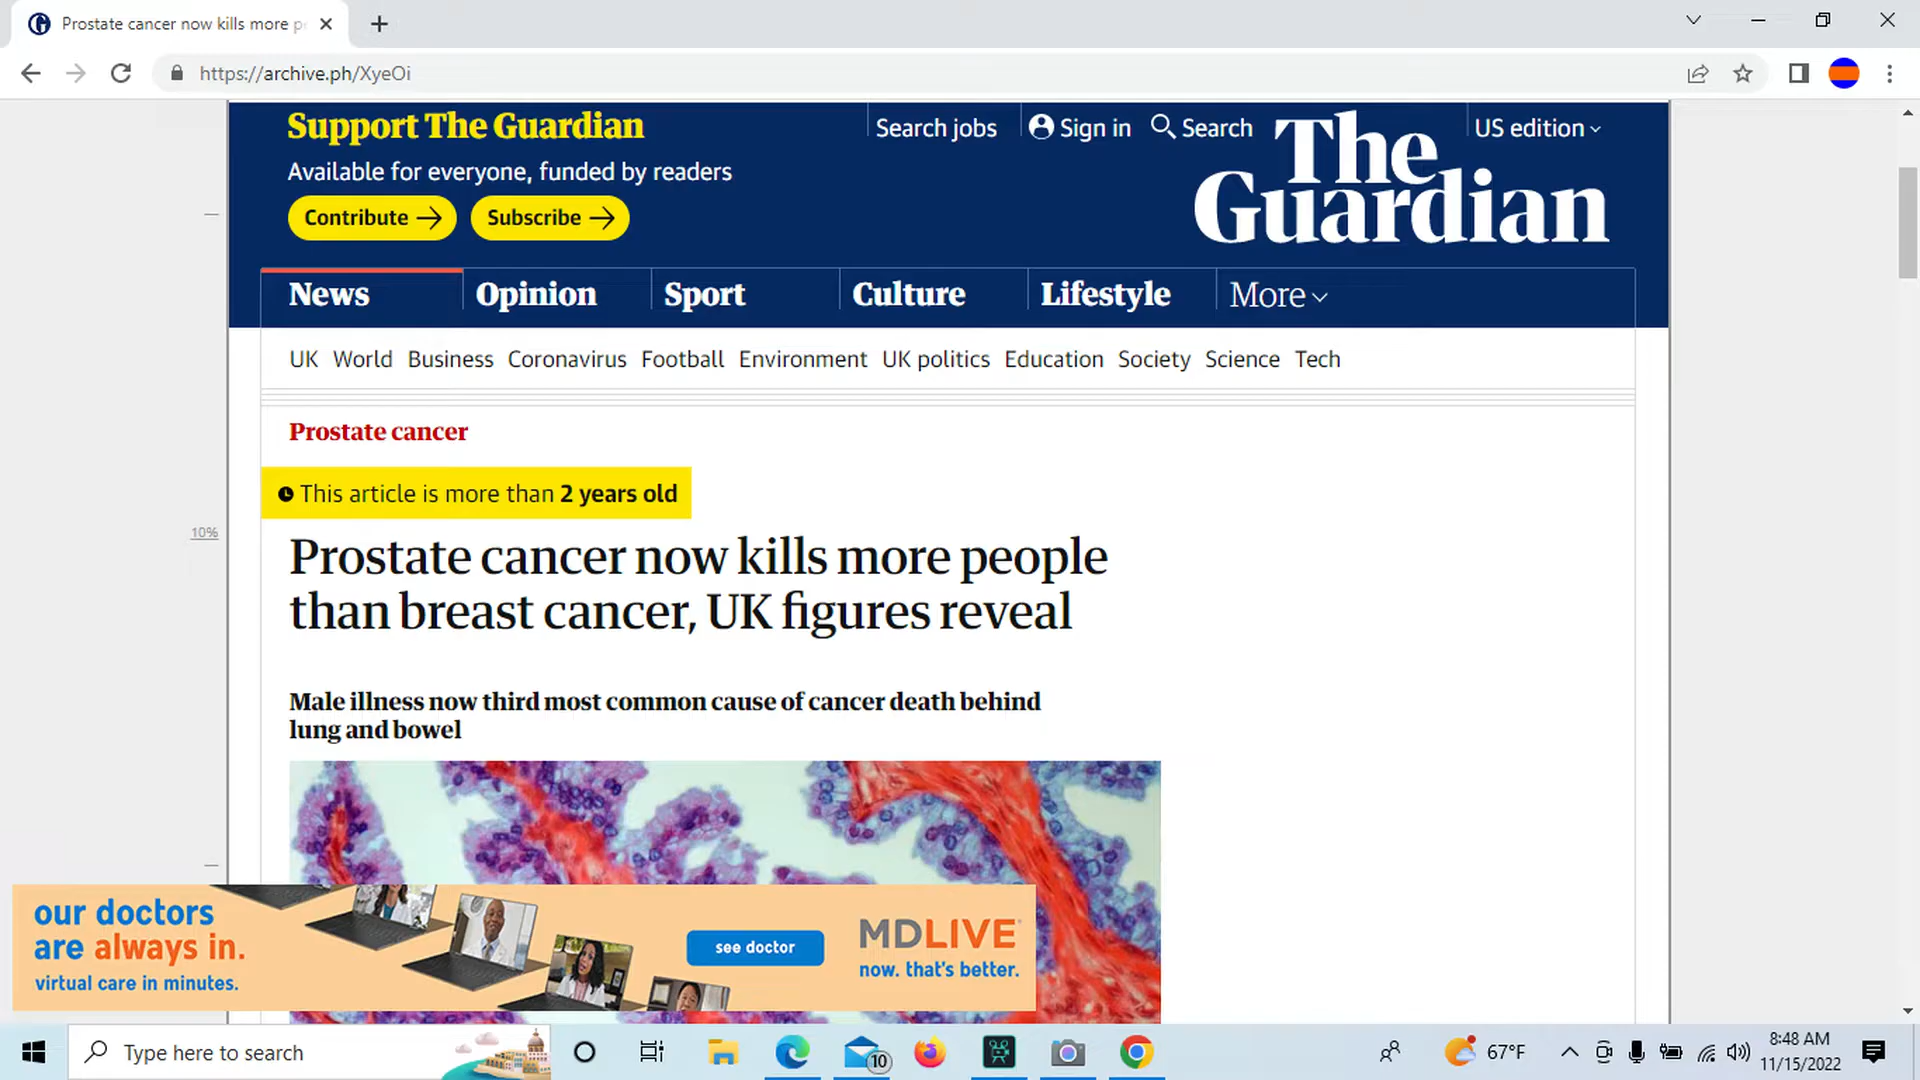 Prostate cancer now kills more p
https://archive.ph/XyeOi
Support The Guardian
Available for everyone, funded by readers
Contribute
Subscribe
Search jobs
Sign in
Search
US edition
The
Guardian
News
Opinion
Sport
Culture
Lifestyle
More
UK World Business Coronavirus Football Environment UK politics Education Society Science Tech
Prostate cancer
This article is more than 2 years old
10%
Prostate cancer now kills more people
than breast cancer, UK figures reveal
Male illness now third most common cause of cancer death behind
lung and bowel
our doctors
are always in.
virtual care in minutes.
see doctor
MDLIVE
now. that's better.
Type here to search
10
67°F
8:48 AM
11/15/2022